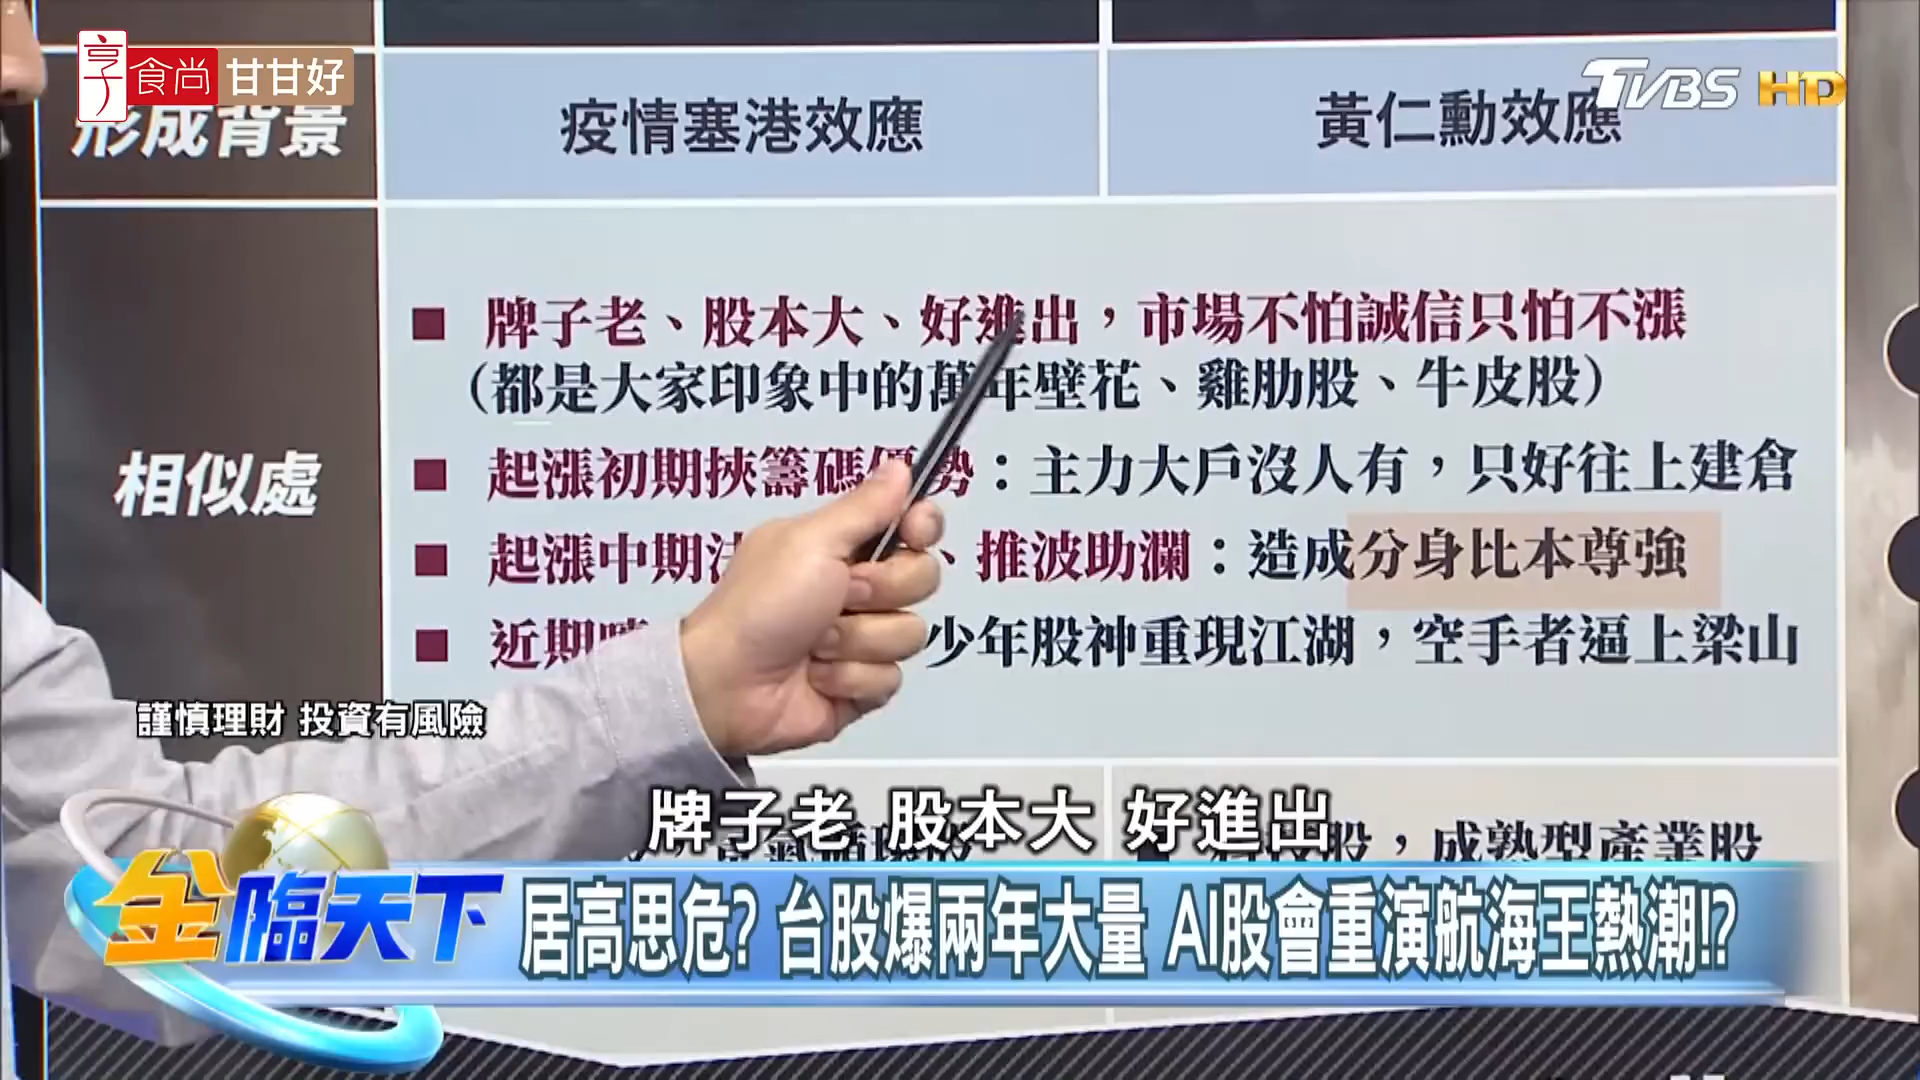 享 食尚 甘甘好
TVBS HD
形成背景 疫情塞港效應 黃仁勳效應
相似處
■ 牌子老、股本大、好進出，市場不怕誠信只怕不漲
（都是大家印象中的萬年壁花、雞肋股、牛皮股）
■ 起漲初期挾籌碼優勢：主力大戶沒人有，只好往上建倉
■ 起漲中期 、推波助瀾：造成分身比本尊強
■ 近期 少年股神重現江湖，空手者逼上梁山
謹慎理財 投資有風險
牌子老 股本大 好進出
股，成熟型產業股
金臨天下
居高思危? 台股爆兩年大量 AI股會重演航海王熱潮!?